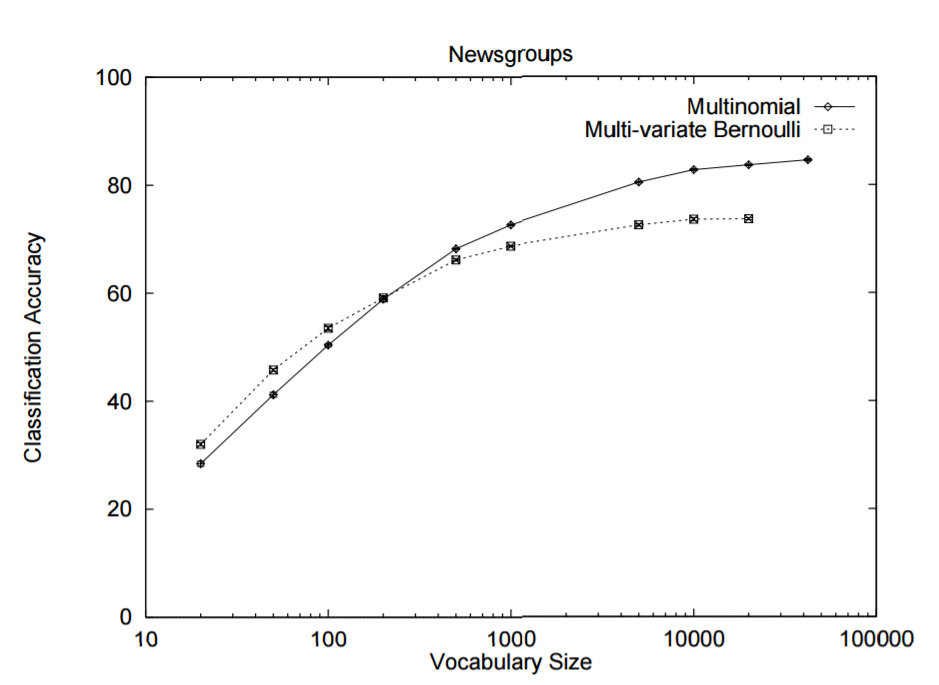 Newsgroups
100
80
60
40
20
0
Classification Accuracy
Multinomial
Multi-variate Bernoulli
10 100 1000 10000 100000
Vocabulary Size